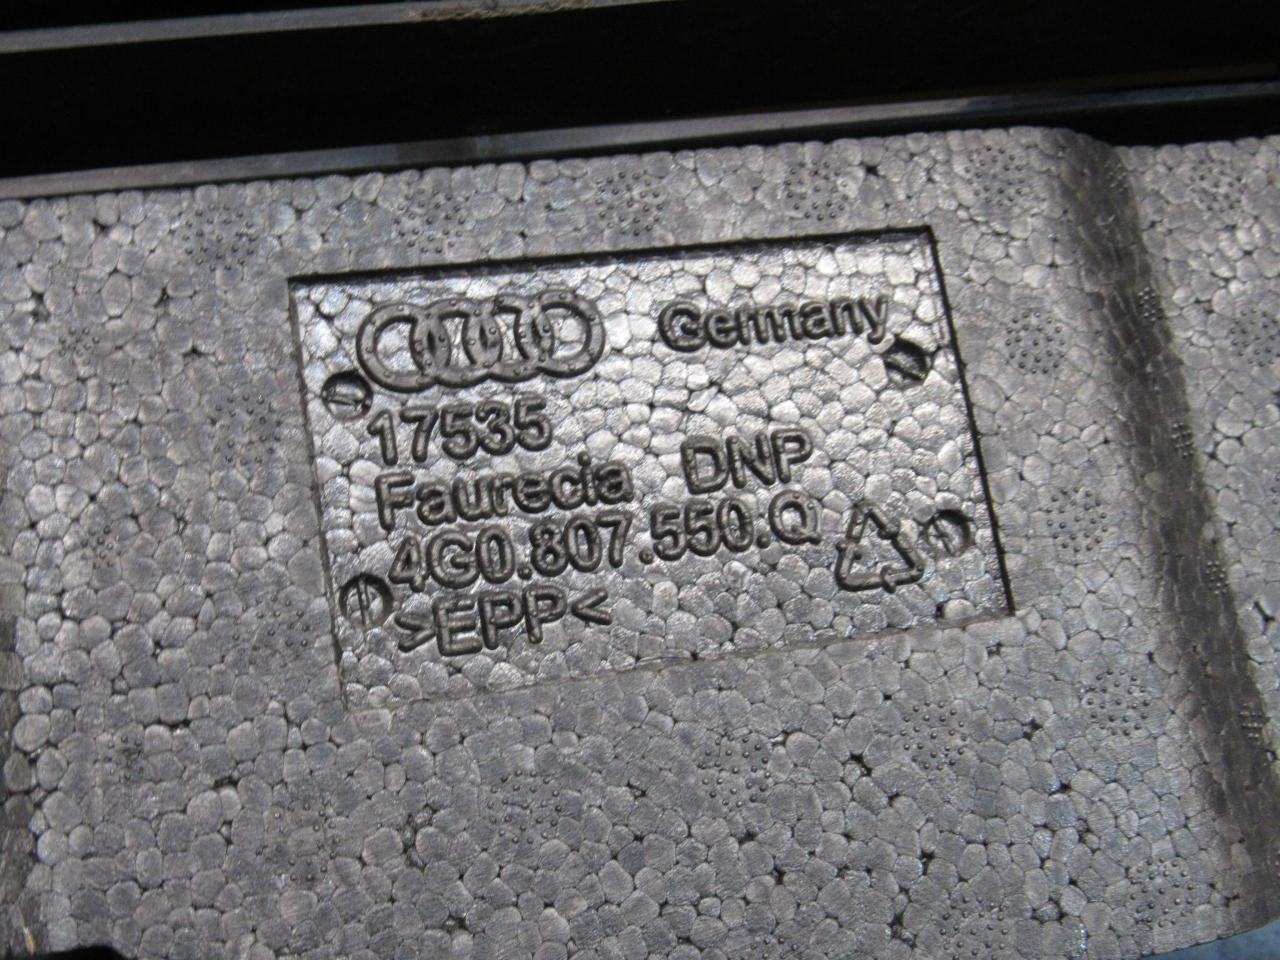 Germany
17535
Faurecia DNP
4G0.807.550.Q
>EPP<